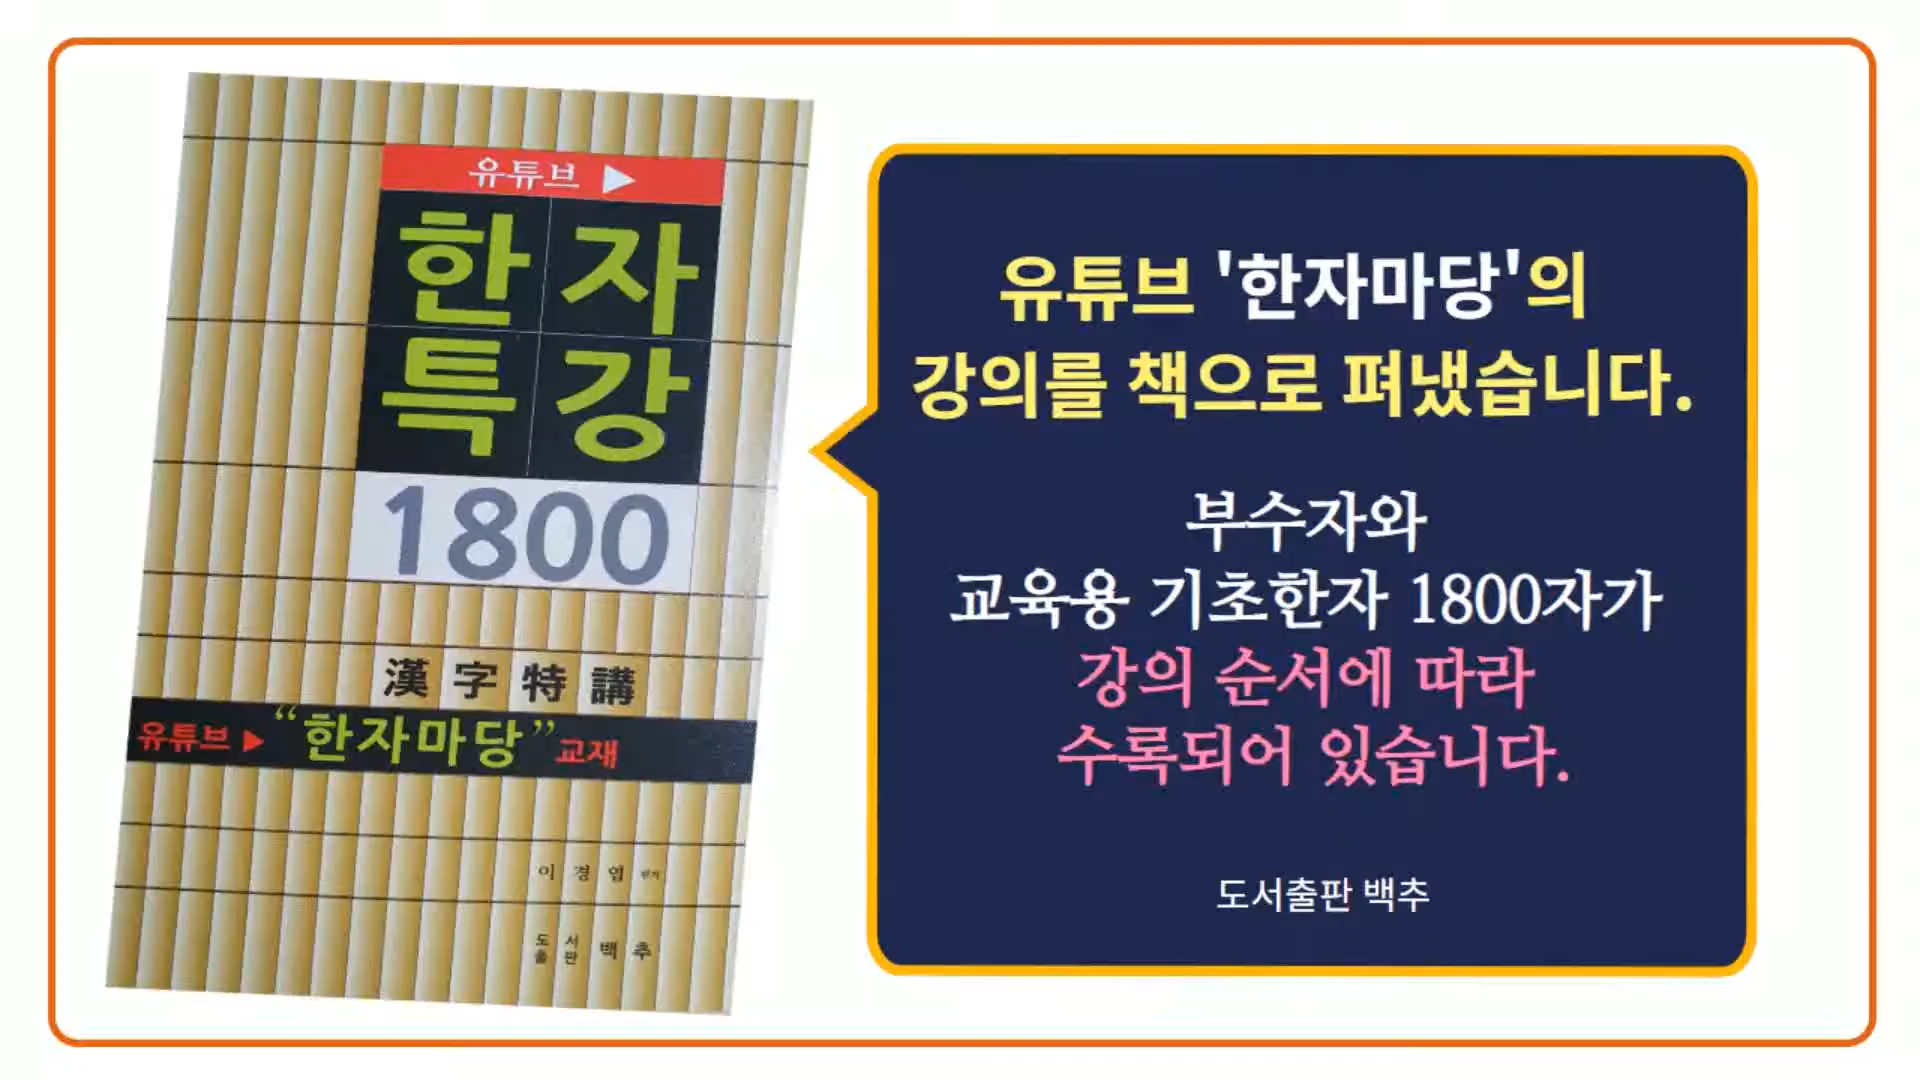 유튜브 ▶
한자
특강
1800
漢字特講
유튜브 ▶ “한자마당” 교재
이경엽
도서출판 백추
유튜브 '한자마당'의
강의를 책으로 펴냈습니다.
부수자와
교육용 기초한자 1800자가
강의 순서에 따라
수록되어 있습니다.
도서출판 백추